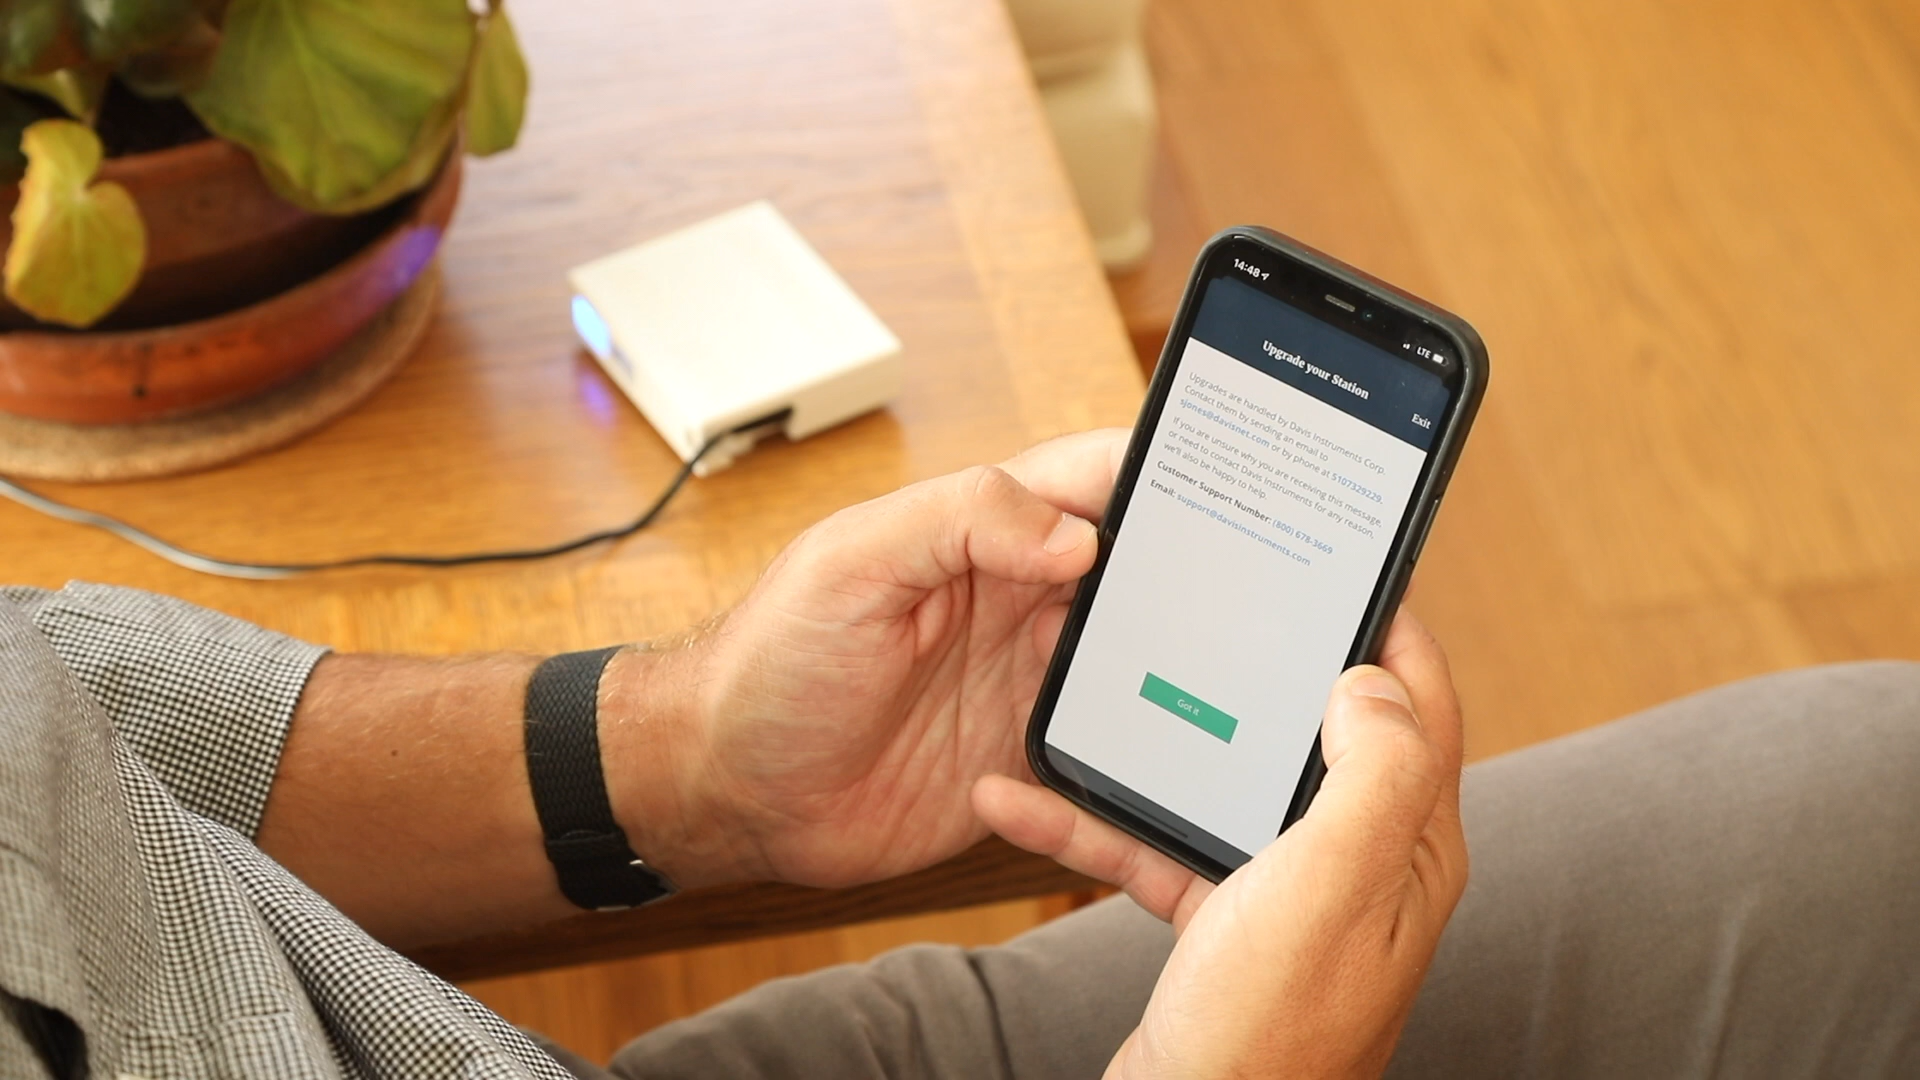 14:48
LTE
Upgrade your Station
Exit
Upgrades are handled by Davis Instruments Corp.
Contact them by sending an email to
sjones@davisnet.com or by phone at 5107329229.
If you are unsure why you are receiving this message,
or need to contact Davis Instruments for any reason,
we'll also be happy to help.
Customer Support Number: (800) 678-3669
Email: support@davisinstruments.com
Got it